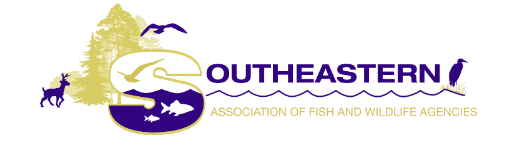 SOUTHEASTERN
ASSOCIATION OF FISH AND WILDLIFE AGENCIES